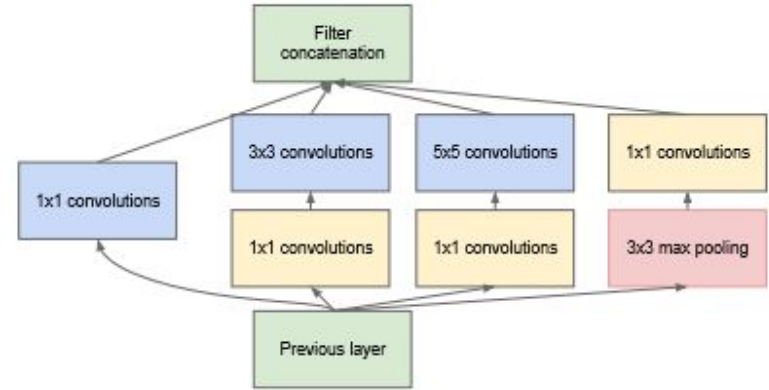 Filter
concatenation
3x3 convolutions
5x5 convolutions
1x1 convolutions
1x1 convolutions
1x1 convolutions
1x1 convolutions
3x3 max pooling
Previous layer